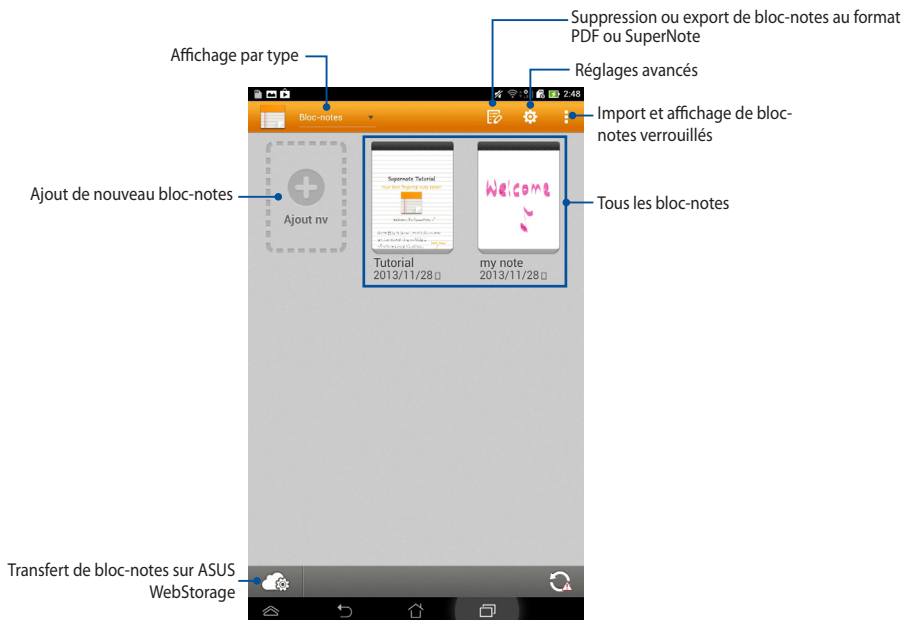 Suppression ou export de bloc-notes au format
PDF ou SuperNote
Affichage par type
Réglages avancés
2:48
Bloc-notes
Import et affichage de bloc-
notes verrouillés
Ajout de nouveau bloc-notes
Ajout nv
Supernote Tutorial
Welcome
Tous les bloc-notes
Tutorial
2013/11/28
my note
2013/11/28
Transfert de bloc-notes sur ASUS
WebStorage